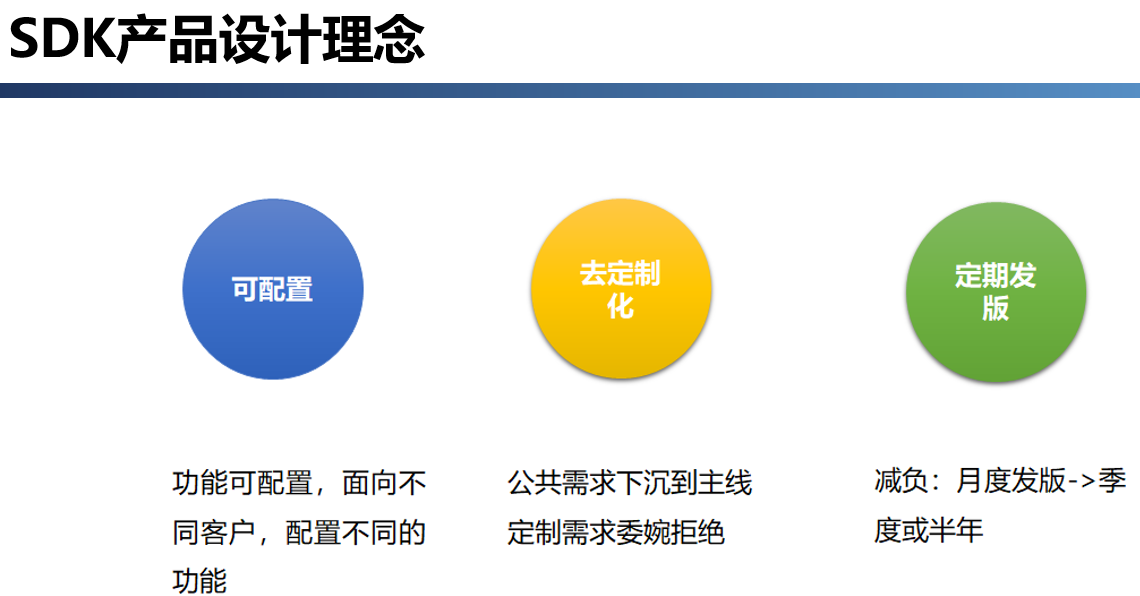 SDK产品设计理念
可配置
去定制
化
定期发
版
功能可配置，面向不
同客户，配置不同的
功能
公共需求下沉到主线
定制需求委婉拒绝
减负：月度发版->季
度或半年